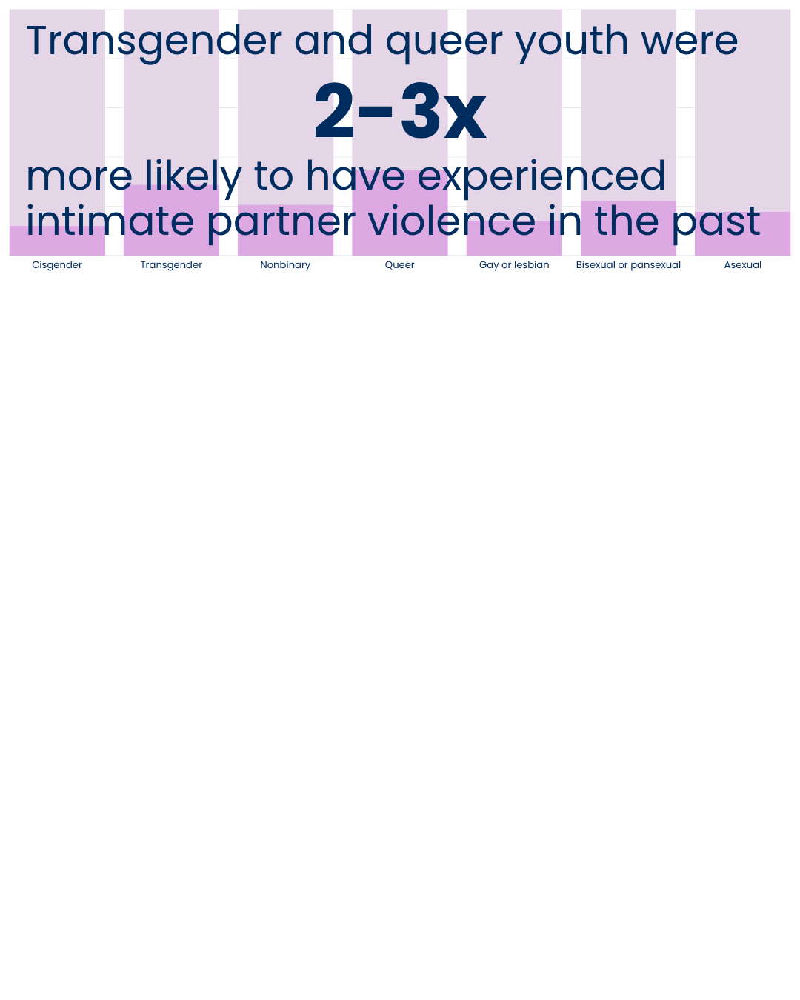 Transgender and queer youth were
2–3x
more likely to have experienced
intimate partner violence in the past
Cisgender
Transgender
Nonbinary
Queer
Gay or lesbian
Bisexual or pansexual
Asexual